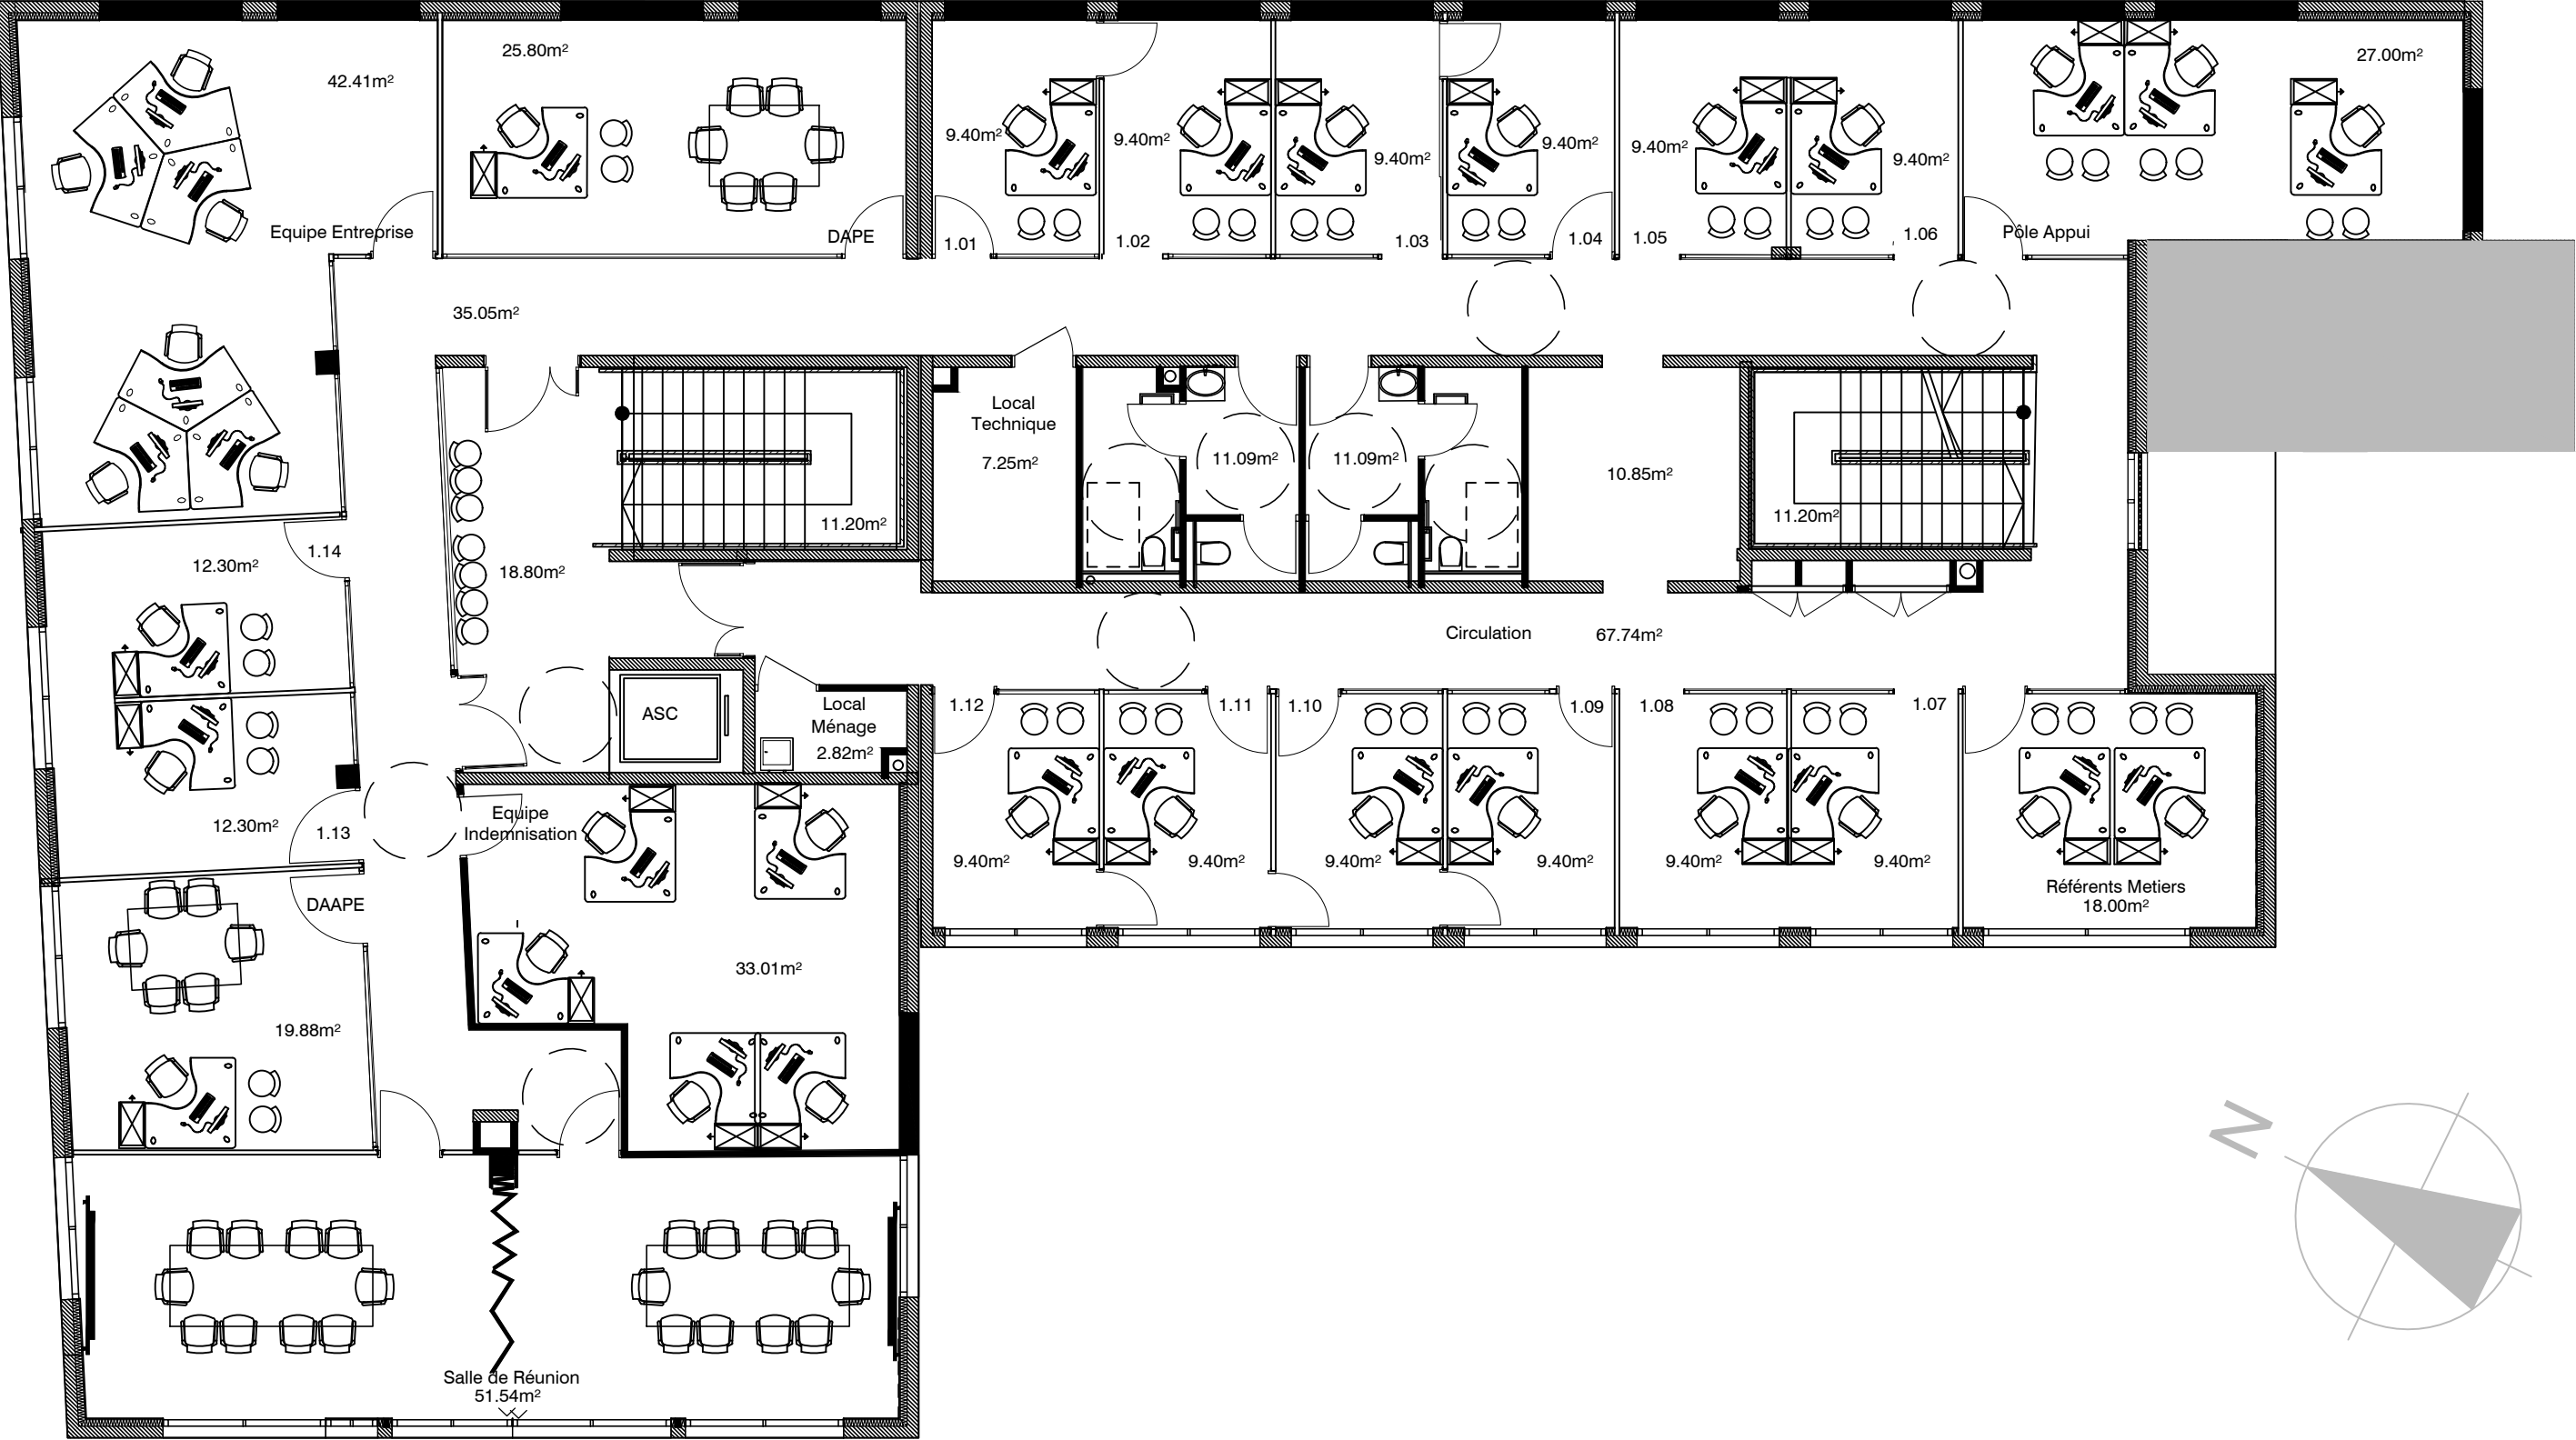 42.41m²
25.80m²
27.00m²
9.40m²
9.40m²
9.40m²
9.40m²
9.40m²
9.40m²
Equipe Entreprise
DAPE
1.01
1.02
1.03
1.04
1.05
1.06
Pôle Appui
35.05m²
Local
Technique
7.25m²
11.09m²
11.09m²
10.85m²
11.20m²
11.20m²
1.14
12.30m²
18.80m²
Circulation
67.74m²
ASC
Local
Ménage
2.82m²
1.12
1.11
1.10
1.09
1.08
1.07
12.30m²
1.13
Equipe
Indemnisation
9.40m²
9.40m²
9.40m²
9.40m²
9.40m²
9.40m²
Référents Metiers
18.00m²
DAAPE
33.01m²
19.88m²
N
Salle de Réunion
51.54m²